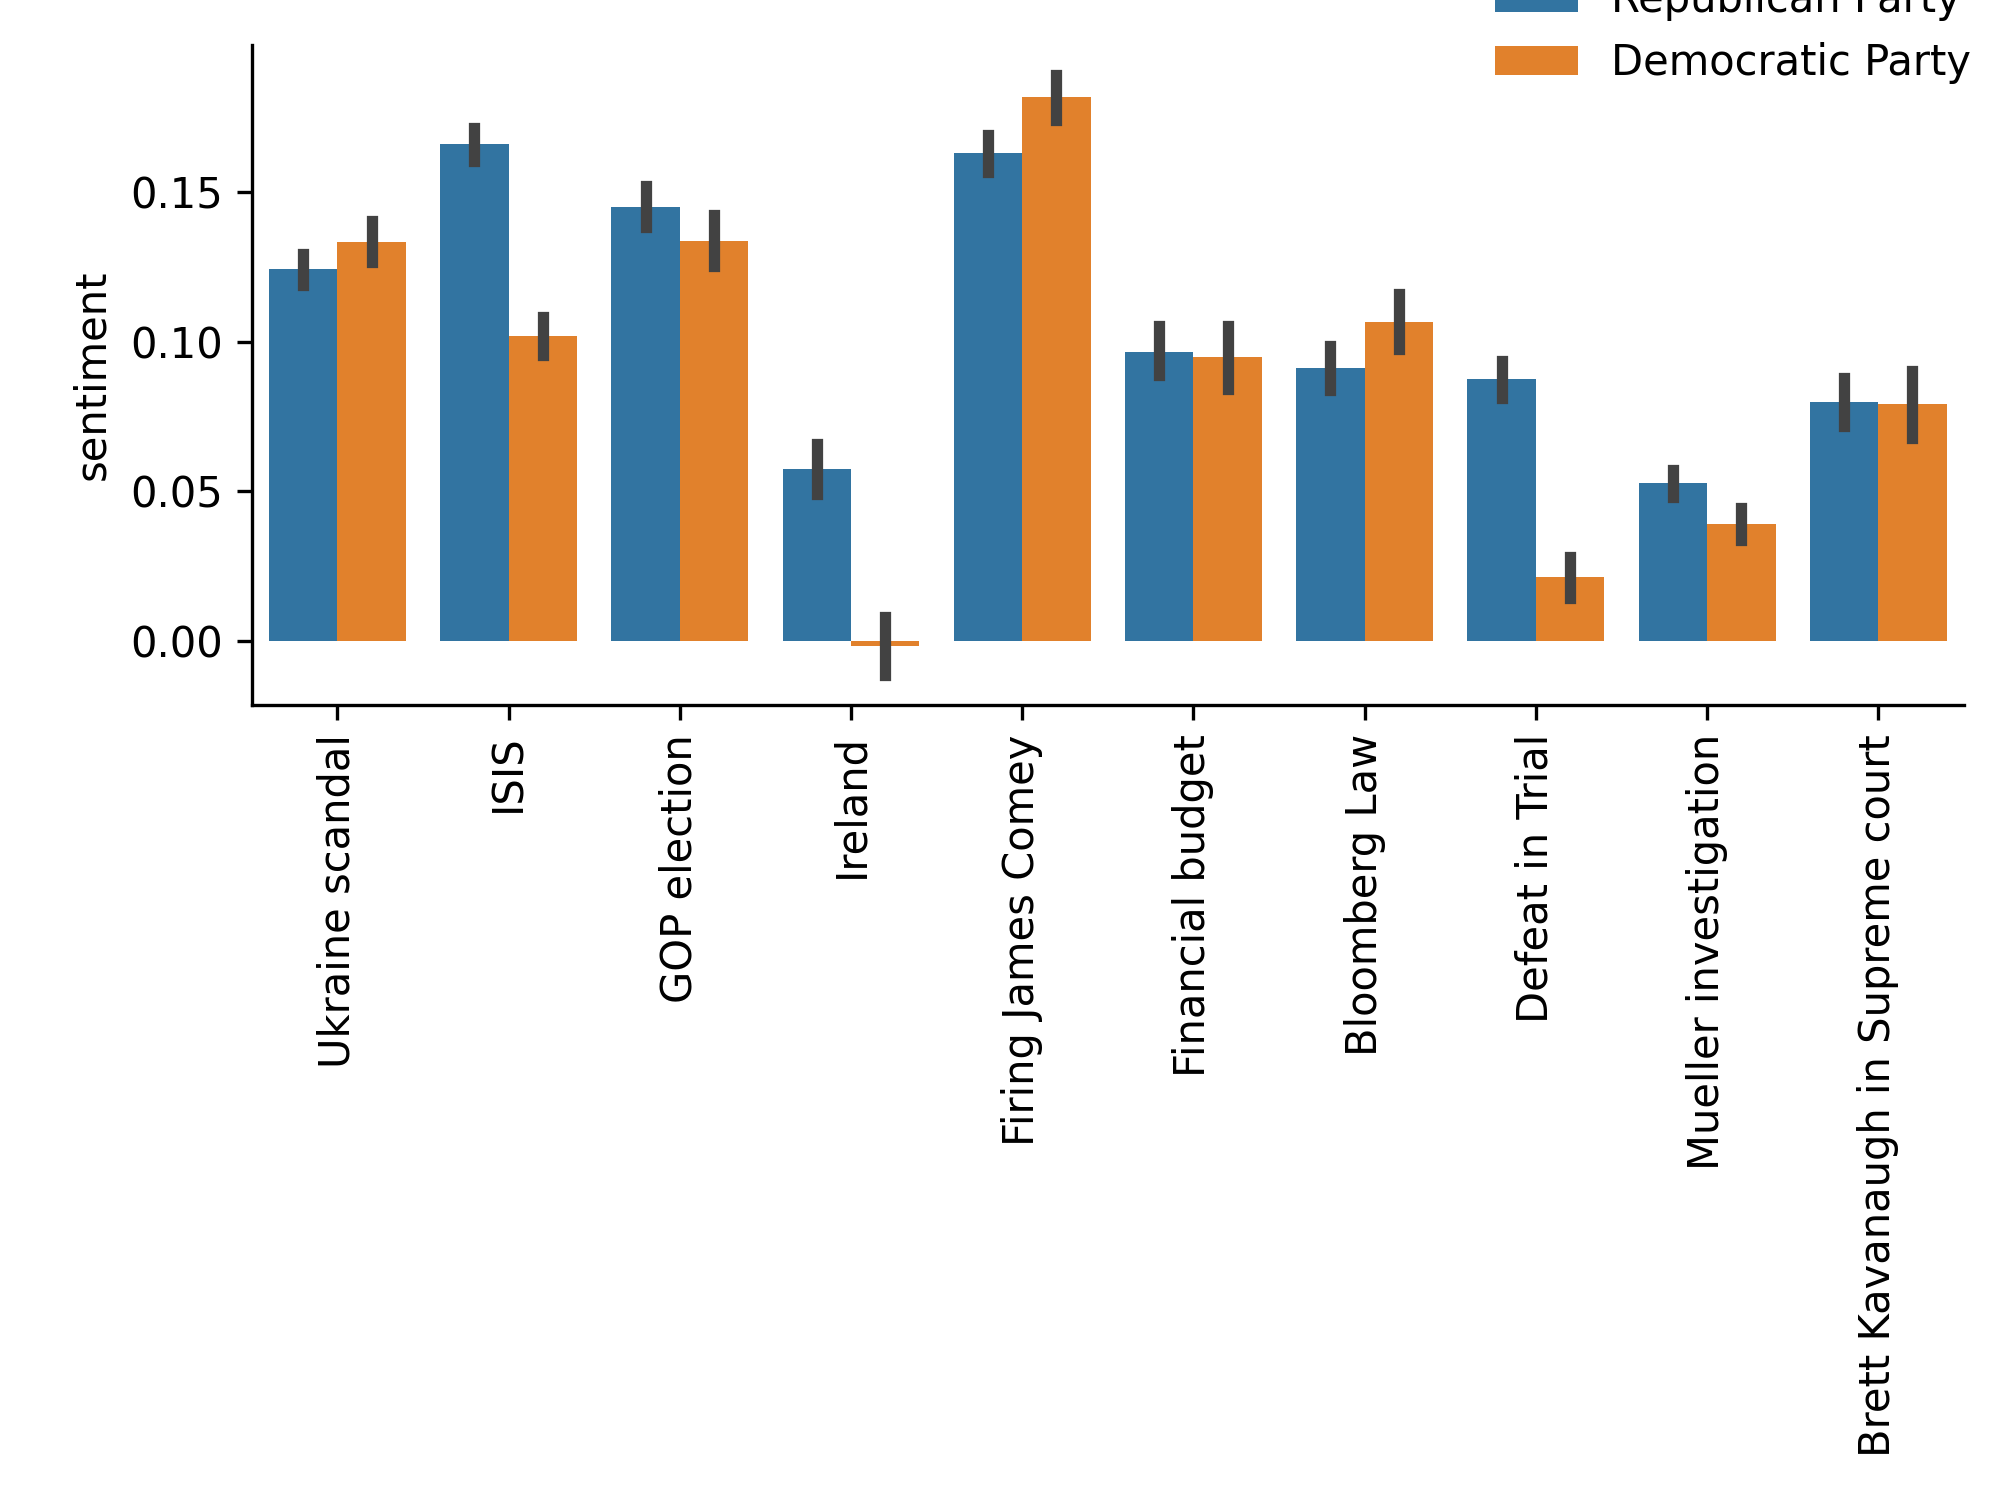 Republican Party
Democratic Party
sentiment
0.15
0.10
0.05
0.00
Ukraine scandal
ISIS
GOP election
Ireland
Firing James Comey
Financial budget
Bloomberg Law
Defeat in Trial
Mueller investigation
Brett Kavanaugh in Supreme court